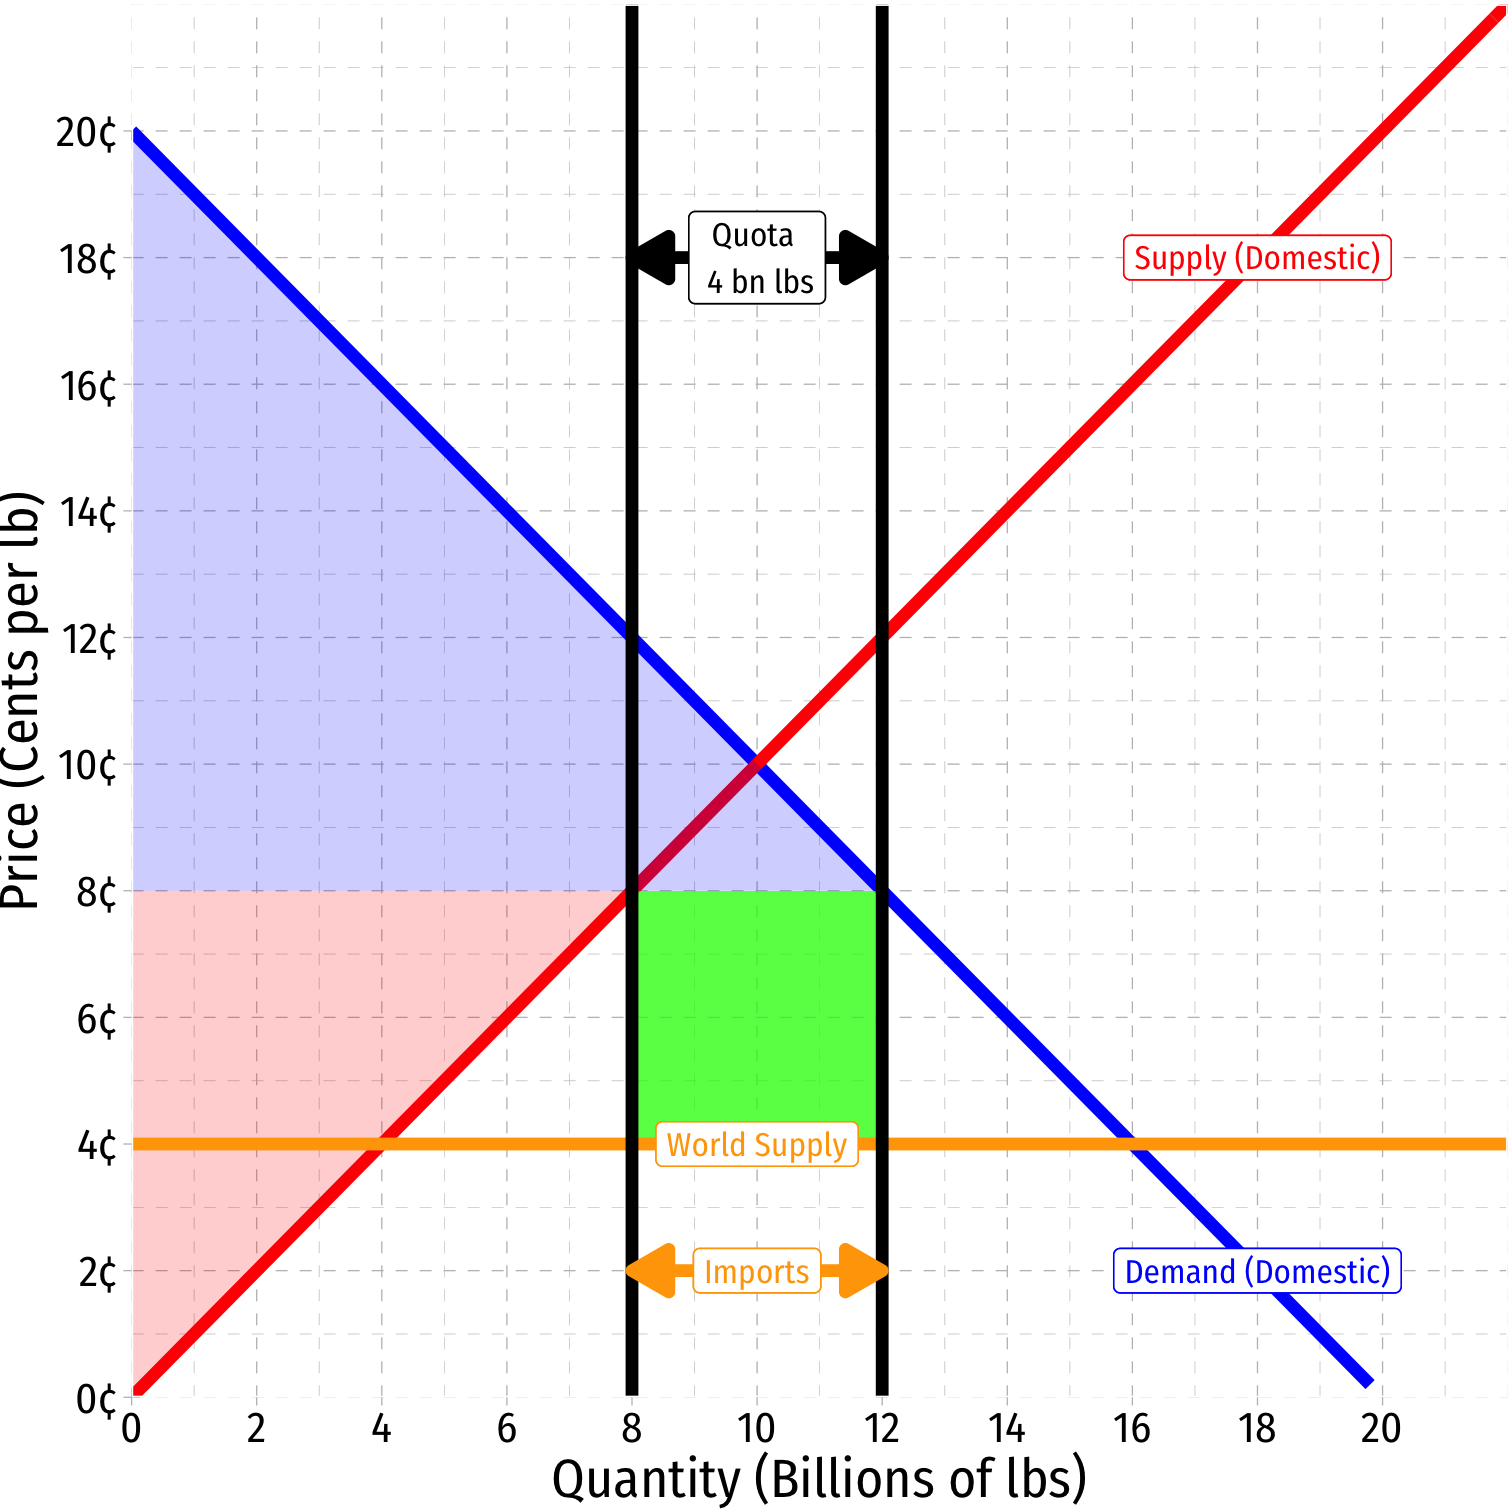 20¢
18¢
16¢
14¢
12¢
10¢
8¢
6¢
4¢
2¢
0¢
Price (Cents per lb)
Quota
4 bn lbs
Supply (Domestic)
World Supply
Imports
Demand (Domestic)
0 2 4 6 8 10 12 14 16 18 20
Quantity (Billions of lbs)